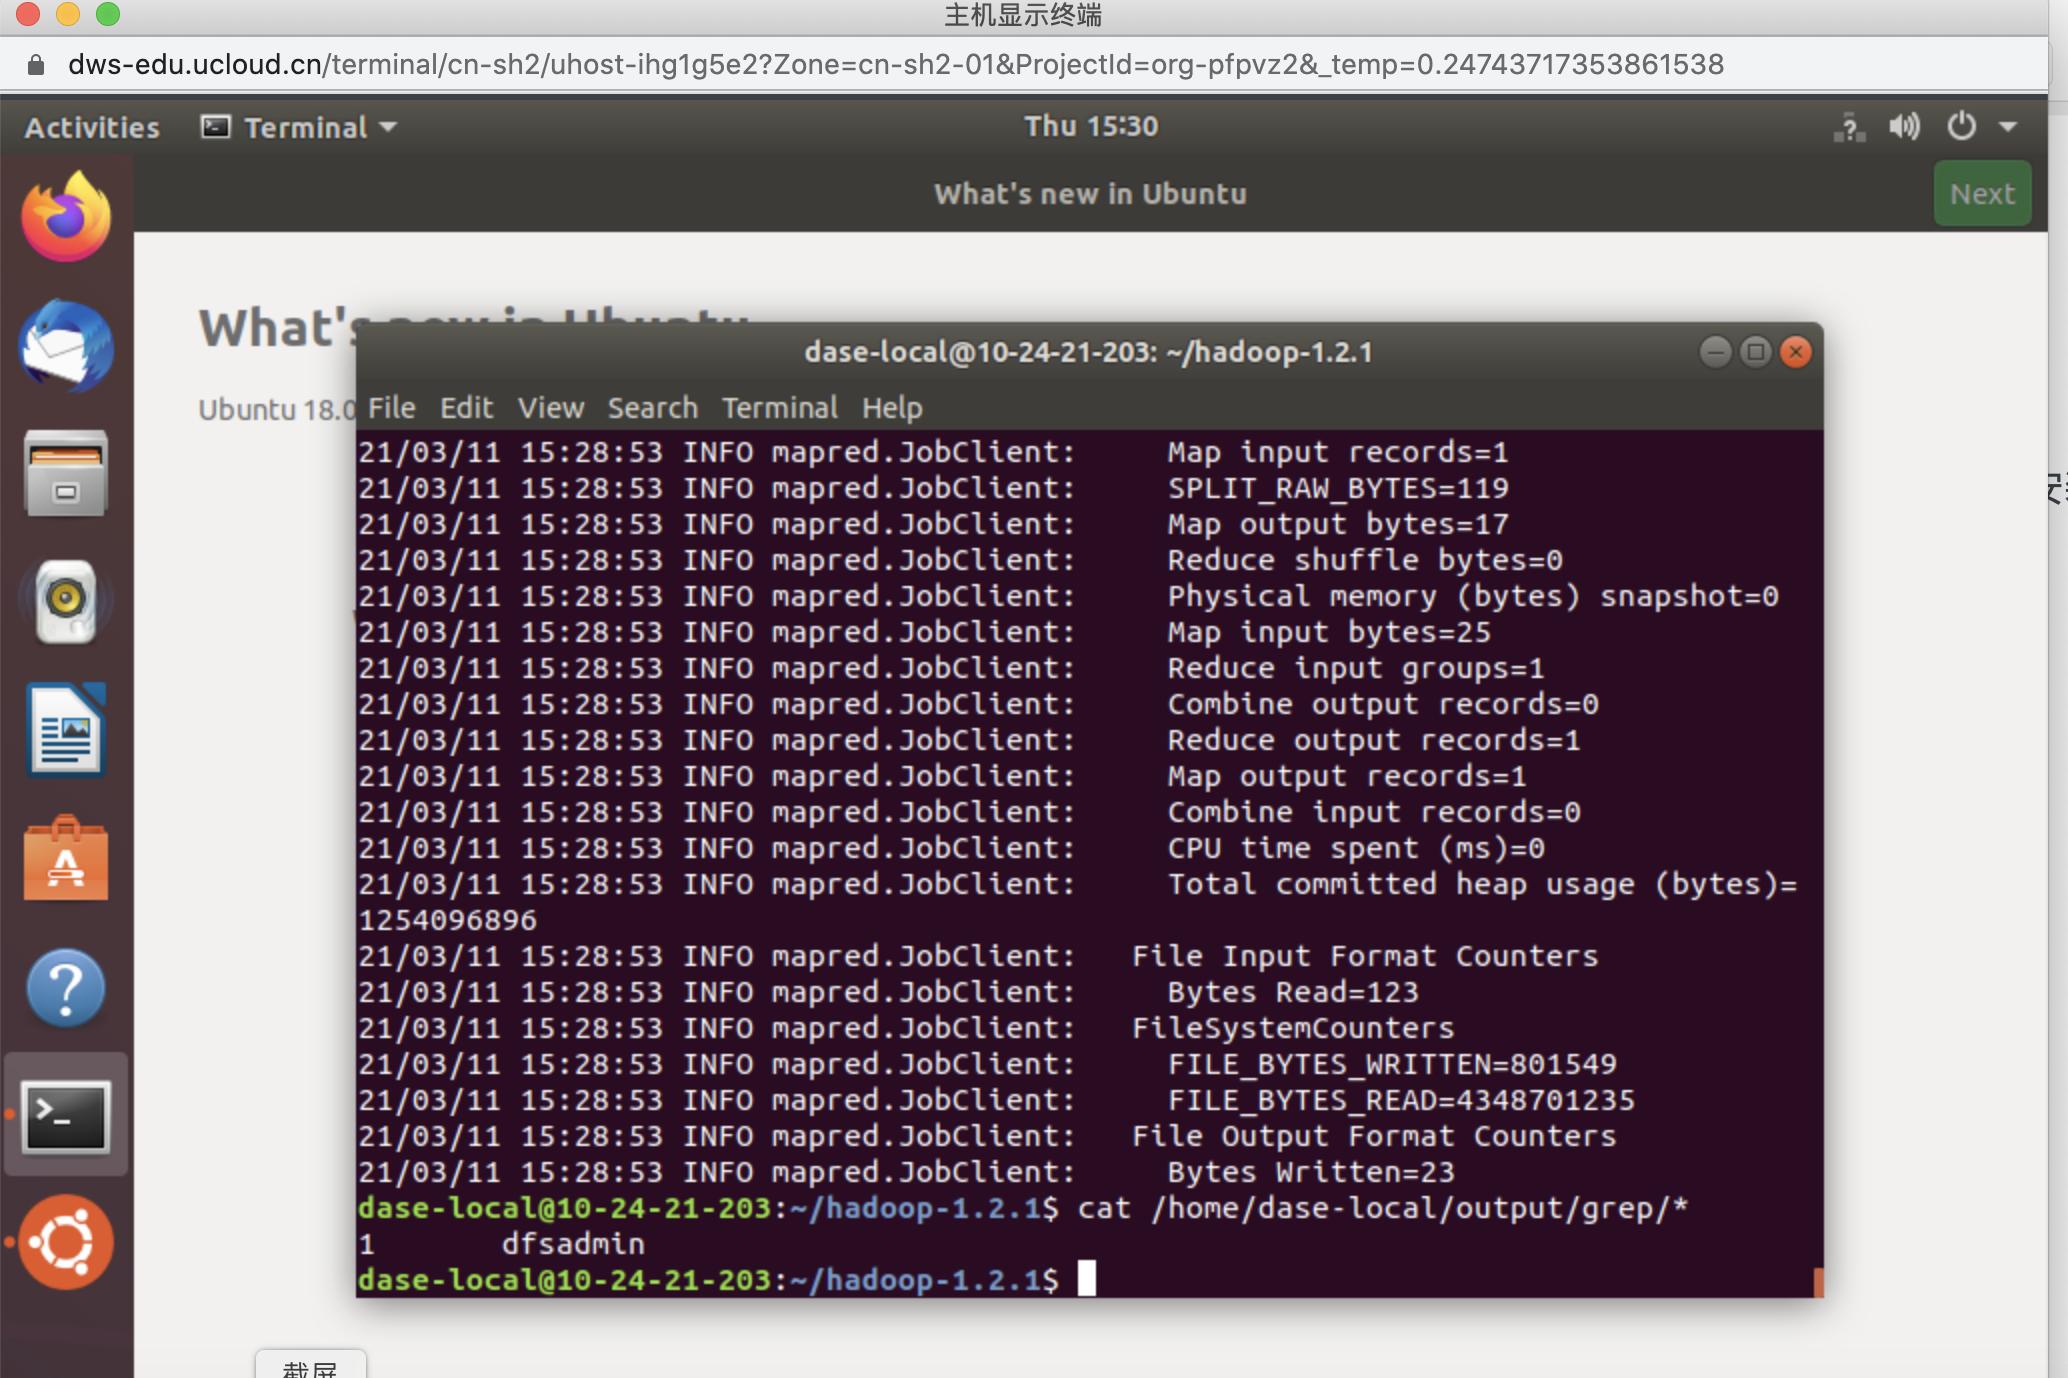 主机显示终端
dws-edu.ucloud.cn/terminal/cn-sh2/uhost-ihg1g5e2?Zone=cn-sh2-01&ProjectId=org-pfpvz2&_temp=0.24743717353861538
Activities Terminal Thu 15:30
What's new in Ubuntu Next
What's new in Ubuntu
Ubuntu 18.0
dase-local@10-24-21-203: ~/hadoop-1.2.1
File Edit View Search Terminal Help
21/03/11 15:28:53 INFO mapred.JobClient:     Map input records=1
21/03/11 15:28:53 INFO mapred.JobClient:     SPLIT_RAW_BYTES=119
21/03/11 15:28:53 INFO mapred.JobClient:     Map output bytes=17
21/03/11 15:28:53 INFO mapred.JobClient:     Reduce shuffle bytes=0
21/03/11 15:28:53 INFO mapred.JobClient:     Physical memory (bytes) snapshot=0
21/03/11 15:28:53 INFO mapred.JobClient:     Map input bytes=25
21/03/11 15:28:53 INFO mapred.JobClient:     Reduce input groups=1
21/03/11 15:28:53 INFO mapred.JobClient:     Combine output records=0
21/03/11 15:28:53 INFO mapred.JobClient:     Reduce output records=1
21/03/11 15:28:53 INFO mapred.JobClient:     Map output records=1
21/03/11 15:28:53 INFO mapred.JobClient:     Combine input records=0
21/03/11 15:28:53 INFO mapred.JobClient:     CPU time spent (ms)=0
21/03/11 15:28:53 INFO mapred.JobClient:     Total committed heap usage (bytes)=
1254096896
21/03/11 15:28:53 INFO mapred.JobClient:   File Input Format Counters
21/03/11 15:28:53 INFO mapred.JobClient:     Bytes Read=123
21/03/11 15:28:53 INFO mapred.JobClient:   FileSystemCounters
21/03/11 15:28:53 INFO mapred.JobClient:     FILE_BYTES_WRITTEN=801549
21/03/11 15:28:53 INFO mapred.JobClient:     FILE_BYTES_READ=4348701235
21/03/11 15:28:53 INFO mapred.JobClient:   File Output Format Counters
21/03/11 15:28:53 INFO mapred.JobClient:     Bytes Written=23
dase-local@10-24-21-203:~/hadoop-1.2.1$ cat /home/dase-local/output/grep/*
1       dfsadmin
dase-local@10-24-21-203:~/hadoop-1.2.1$
截屏